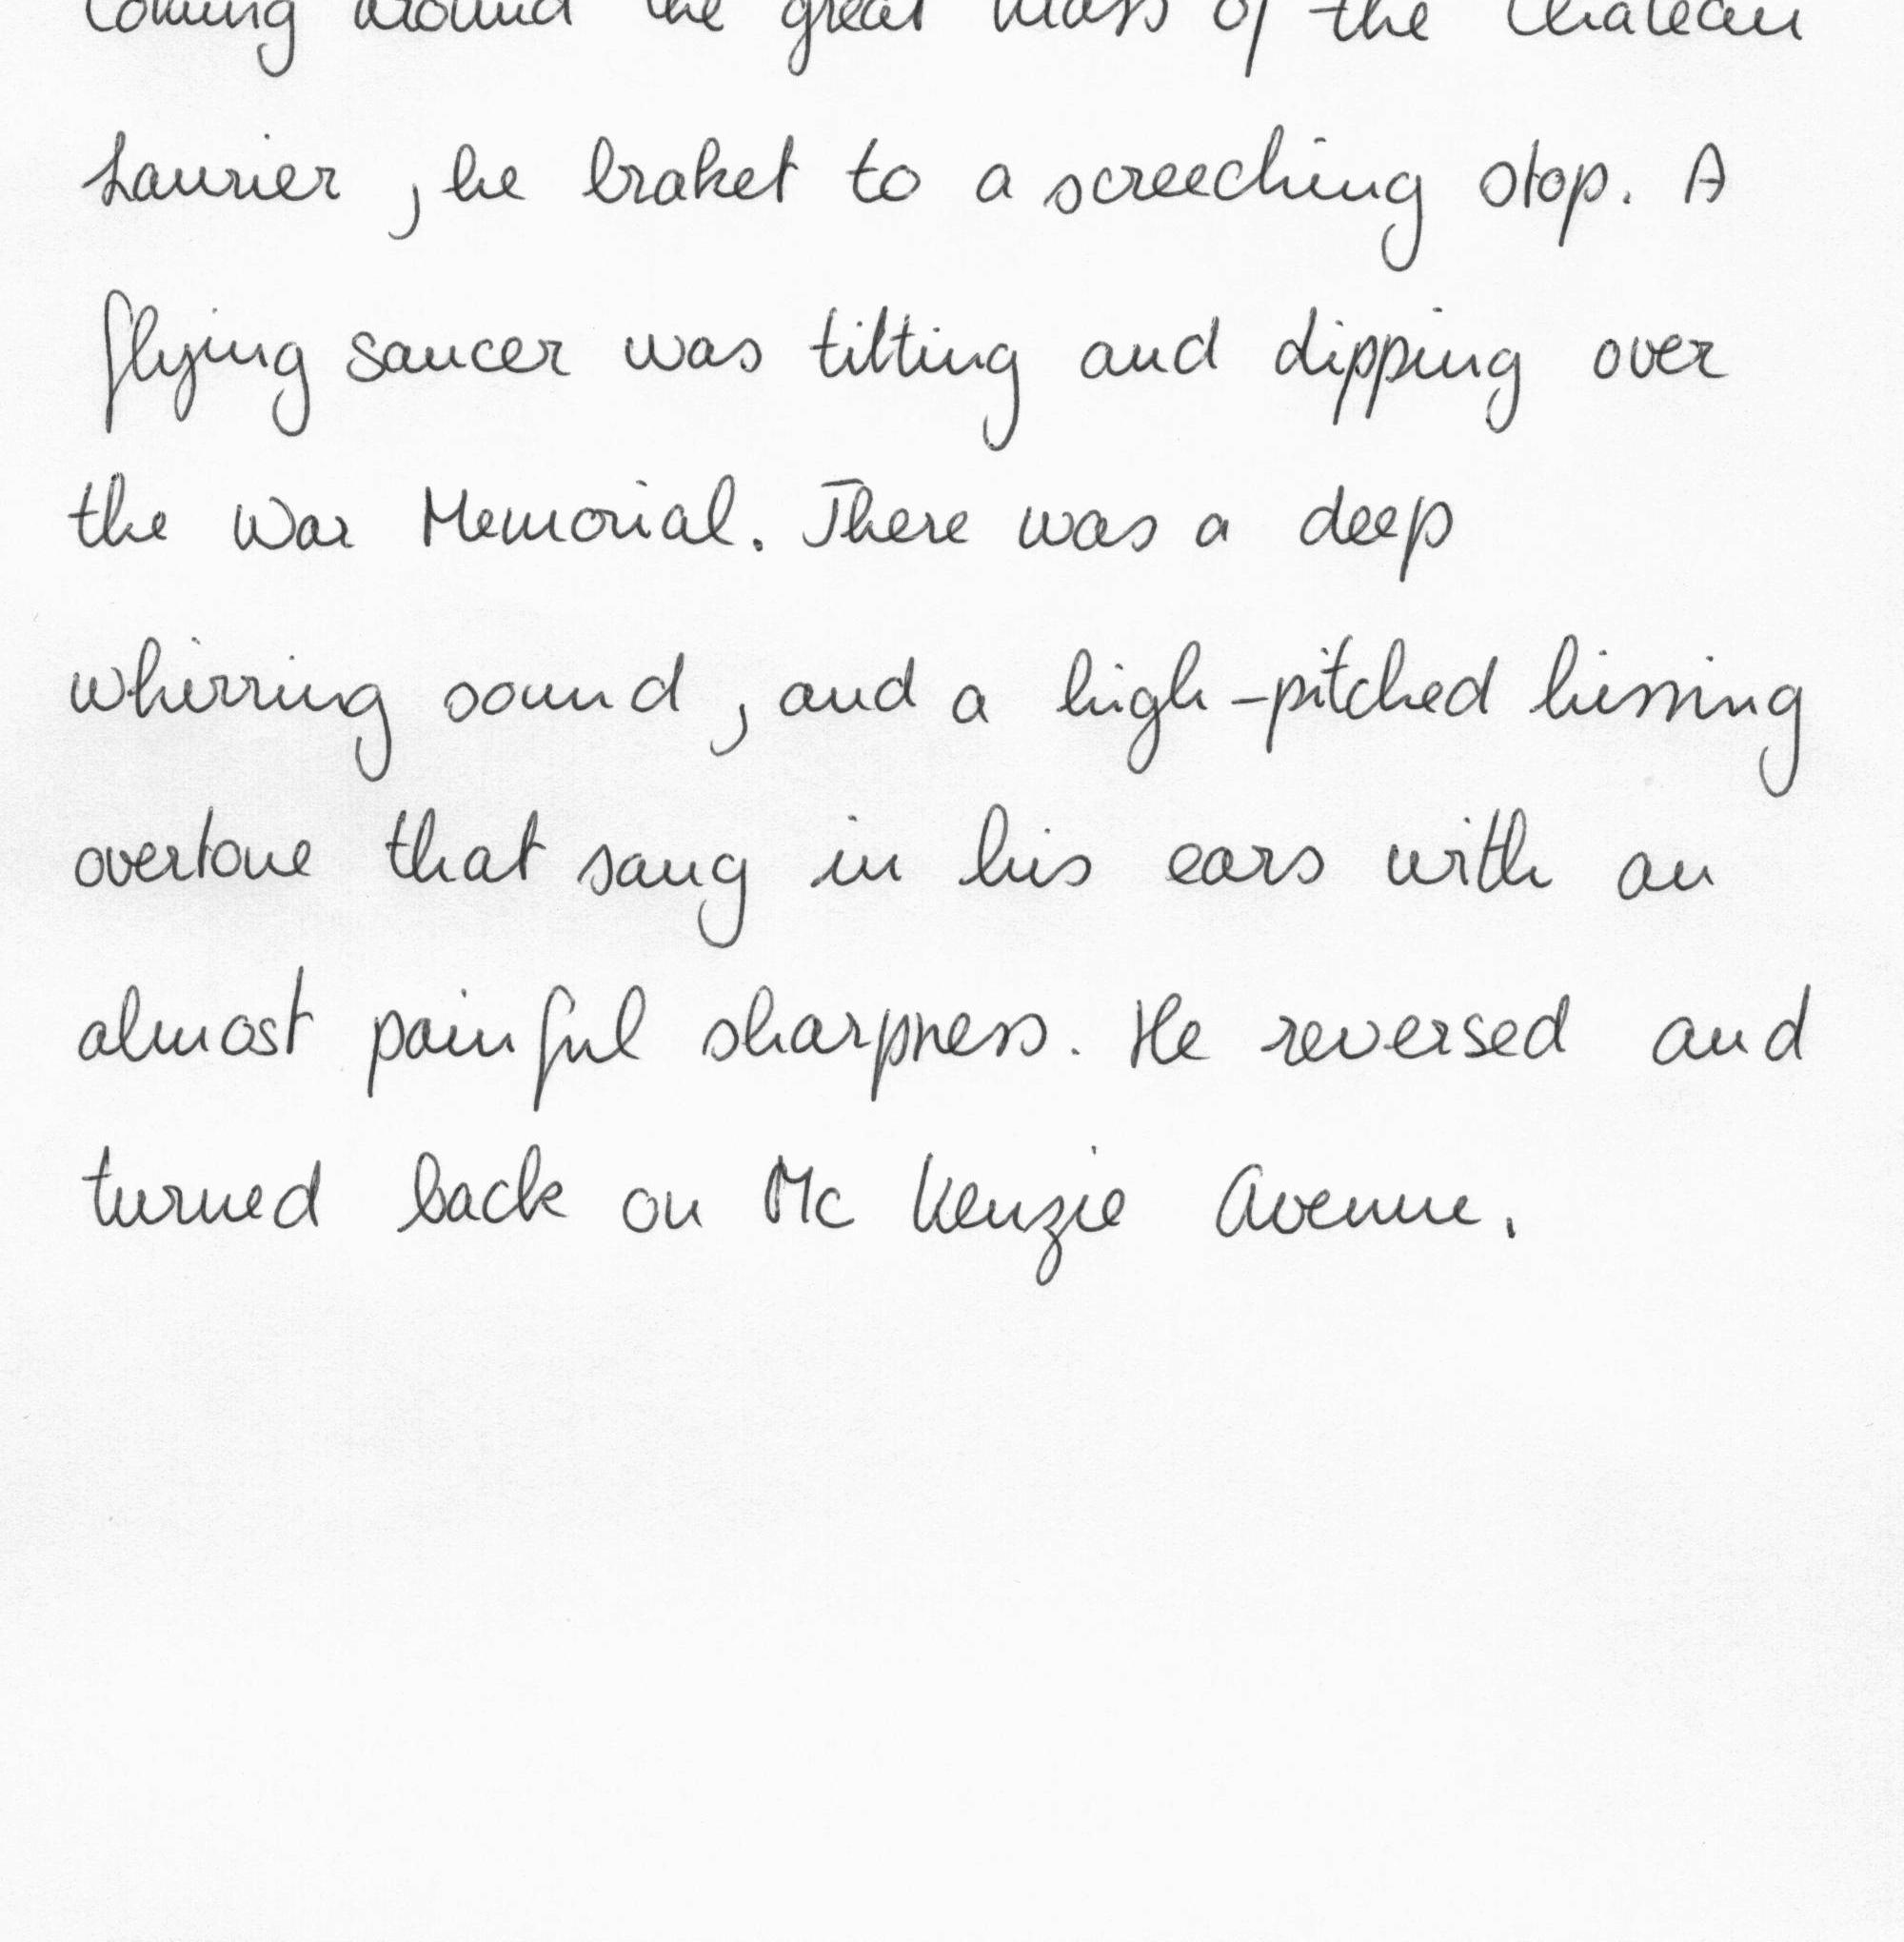 Coming around the great mass of the Chateau
Laurier, he braket to a screeching stop. A
flying saucer was tilting and dipping over
the War Memorial. There was a deep
whirring sound, and a high-pitched hissing
overtone that sang in his ears with an
almost painful sharpness. He reversed and
turned back on Mc Kenzie Avenue.